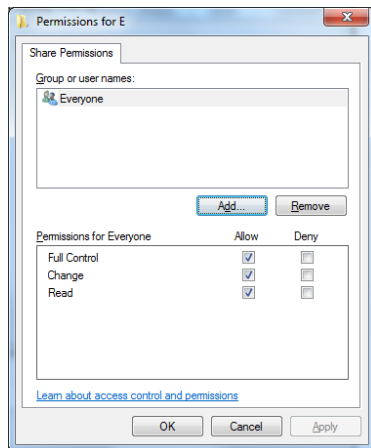 Permissions for E
Share Permissions
Group or user names:
Everyone
Add...
Remove
Permissions for Everyone
Allow
Deny
Full Control
Change
Read
Learn about access control and permissions
OK
Cancel
Apply